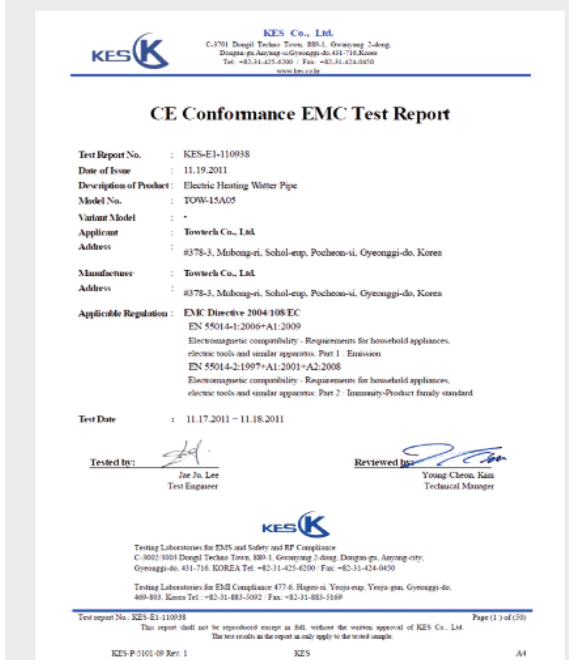 KES K
KES Co., Ltd.
C-3701 Dongil Techno Town, 889-1, Gwanyang 2-dong,
Dongan-gu, Anyang-si, Gyeonggi-do, 431-716, Korea
Tel: +82-31-425-6200 / Fax: +82-31-424-0450
www.kes.co.kr
CE Conformance EMC Test Report
Test Report No. : KES-E1-110938
Date of Issue : 11.19.2011
Description of Product : Electric Heating Watter Pipe
Model No. : TOW-15A05
Variant Model : -
Applicant : Towtech Co., Ltd.
Address : #378-3, Mubong-ri, Sohol-eup, Pocheon-si, Gyeonggi-do, Korea
Manufacturer : Towtech Co., Ltd.
Address : #378-3, Mubong-ri, Sohol-eup, Pocheon-si, Gyeonggi-do, Korea
Applicable Regulation : EMC Directive 2004/108/EC
EN 55014-1:2006+A1:2009
Electromagnetic compatibility - Requirements for household appliances,
electric tools and similar apparatus: Part 1 : Emission
EN 55014-2:1997+A1:2001+A2:2008
Electromagnetic compatibility - Requirements for household appliances,
electric tools and similar apparatus: Part 2 : Immunity-Product family standard
Test Date : 11.17.2011 ~ 11.18.2011
Tested by: Reviewed by:
Jae Ju, Lee Young-Cheon, Kim
Test Engineer Technical Manager
KES K
Testing Laboratories for EMS and Safety and RF Compliance
C-3002/3003 Dongil Techno Town, 889-1, Gwanyang 2-dong, Dongan-gu, Anyang-city,
Gyeonggi-do, 431-716, KOREA Tel: +82-31-425-6200 / Fax: +82-31-424-0450
Testing Laboratories for EMI Compliance 477-6, Hageo-ri, Yeoju-eup, Yeoju-gun, Gyeonggi-do,
469-803, Korea Tel : +82-31-883-5092 / Fax: +82-31-883-5169
Test report No.: KES-E1-110938 Page (1 ) of (50)
This report shall not be reproduced except in full, without the written approval of KES Co., Ltd.
The test results in the report in only apply to the tested sample.
KES-P-5101-09 Rev. 1 KES A4